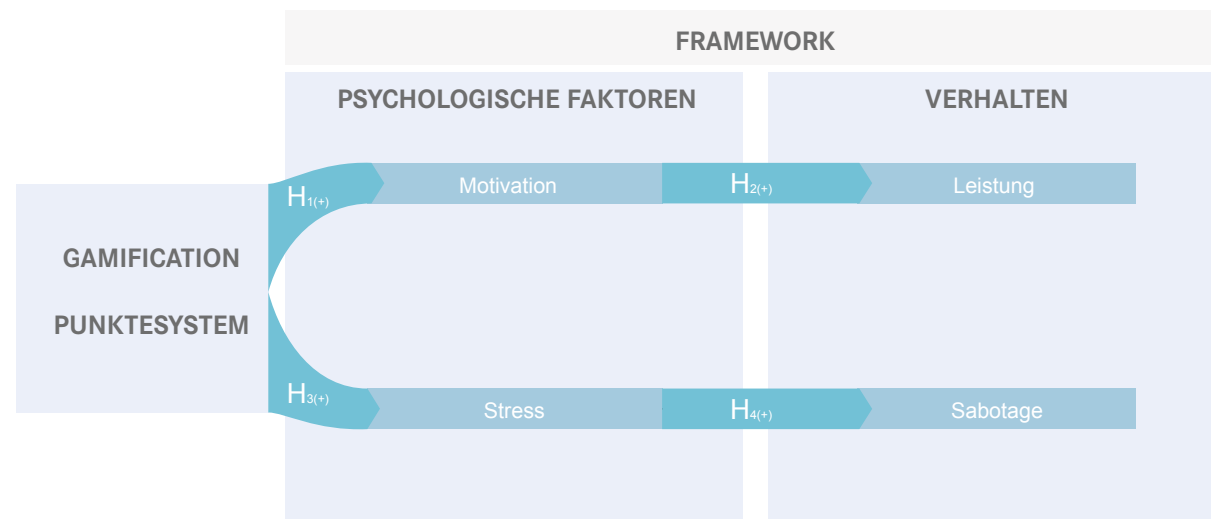 FRAMEWORK
PSYCHOLOGISCHE FAKTOREN
VERHALTEN
H1(+)
Motivation
H2(+)
Leistung
GAMIFICATION
PUNKTESYSTEM
H3(+)
Stress
H4(+)
Sabotage